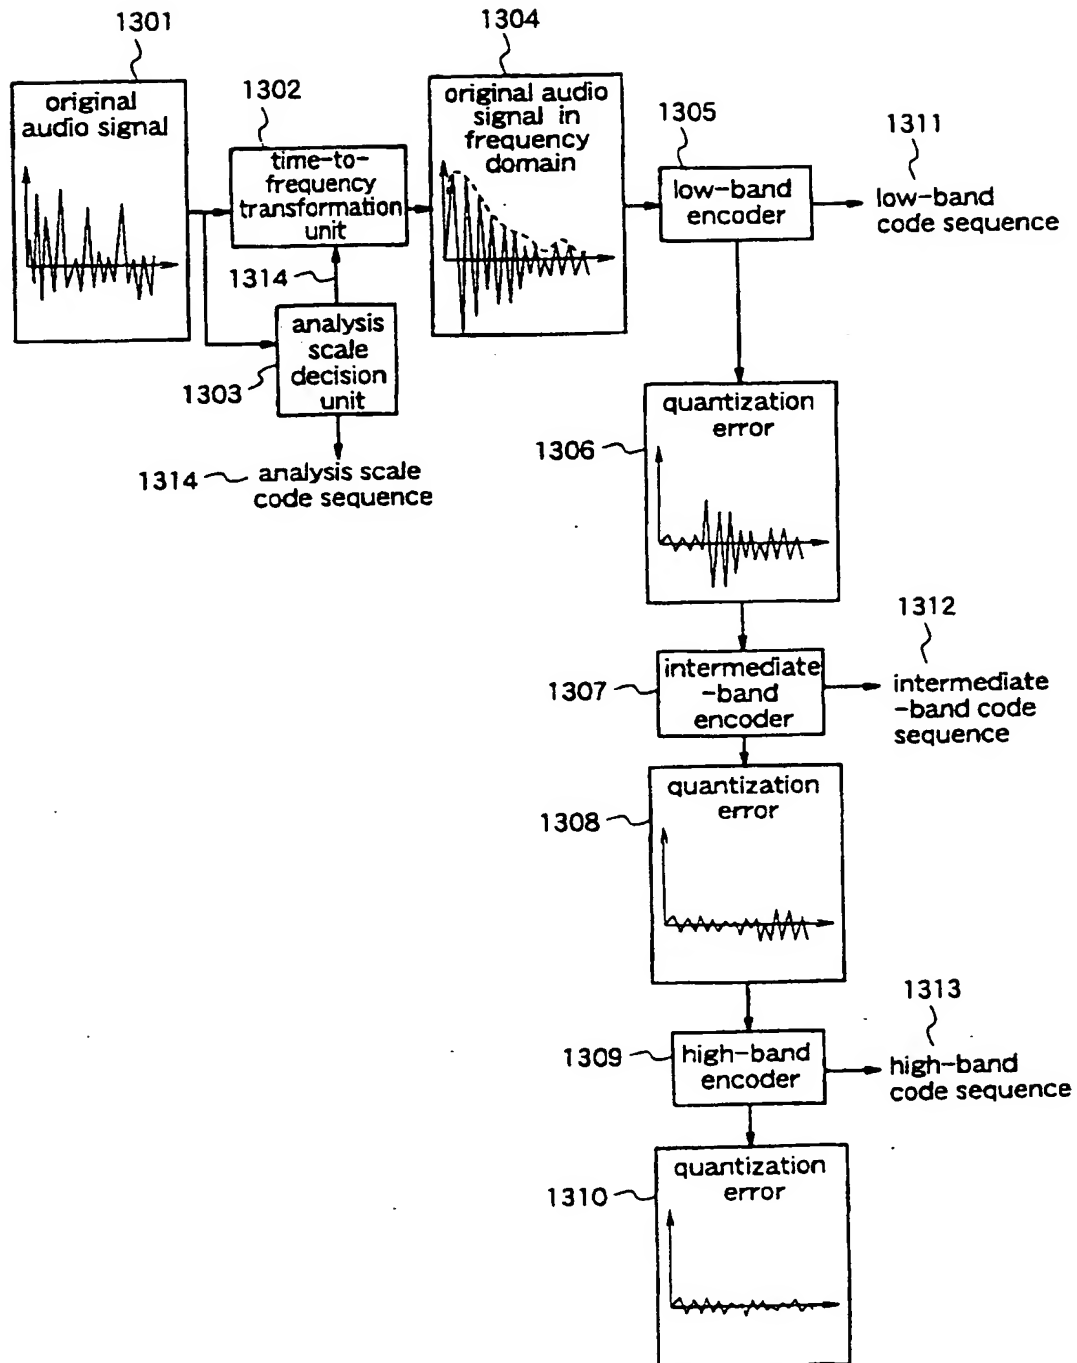 1301
original
audio signal
1302
time-to-
frequency
transformation
unit
1314
analysis
scale
decision
unit
1303
1314
analysis scale
code sequence
1304
original audio
signal in
frequency
domain
1305
low-band
encoder
1311
low-band
code sequence
quantization
error
1306
1307
intermediate
-band
encoder
1312
intermediate
-band code
sequence
quantization
error
1308
1309
high-band
encoder
1313
high-band
code sequence
quantization
error
1310